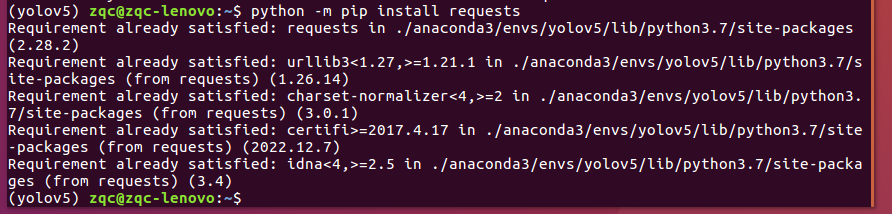 (yolov5) zqc@zqc-lenovo:~$ python -m pip install requests
Requirement already satisfied: requests in ./anaconda3/envs/yolov5/lib/python3.7/site-packages
(2.28.2)
Requirement already satisfied: urllib3<1.27,>=1.21.1 in ./anaconda3/envs/yolov5/lib/python3.7/s
ite-packages (from requests) (1.26.14)
Requirement already satisfied: charset-normalizer<4,>=2 in ./anaconda3/envs/yolov5/lib/python3.
7/site-packages (from requests) (3.0.1)
Requirement already satisfied: certifi>=2017.4.17 in ./anaconda3/envs/yolov5/lib/python3.7/site
-packages (from requests) (2022.12.7)
Requirement already satisfied: idna<4,>=2.5 in ./anaconda3/envs/yolov5/lib/python3.7/site-packa
ges (from requests) (3.4)
(yolov5) zqc@zqc-lenovo:~$